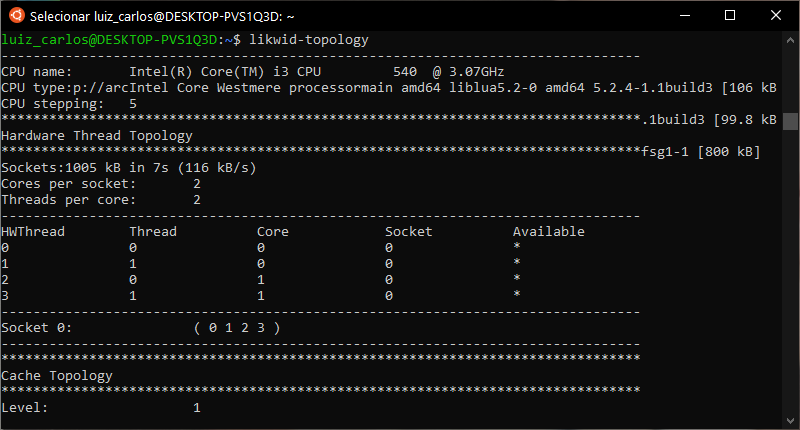 Selecionar luiz_carlos@DESKTOP-PVS1Q3D: ~
luiz_carlos@DESKTOP-PVS1Q3D:~$ likwid-topology
--------------------------------------------------------------------------------
CPU name:       Intel(R) Core(TM) i3 CPU         540  @ 3.07GHz
CPU type:p://arcIntel Core Westmere processormain amd64 liblua5.2-0 amd64 5.2.4-1.1build3 [106 kB
CPU stepping:   5
********************************************************************************.1build3 [99.8 kB
Hardware Thread Topology
********************************************************************************fsg1-1 [800 kB]
Sockets:1005 kB in 7s (116 kB/s)
Cores per socket:       2
Threads per core:       2
--------------------------------------------------------------------------------
HWThread        Thread          Core            Socket          Available
0               0               0               0               *
1               1               0               0               *
2               0               1               0               *
3               1               1               0               *
--------------------------------------------------------------------------------
Socket 0:               ( 0 1 2 3 )
--------------------------------------------------------------------------------
********************************************************************************
Cache Topology
********************************************************************************
Level:                  1